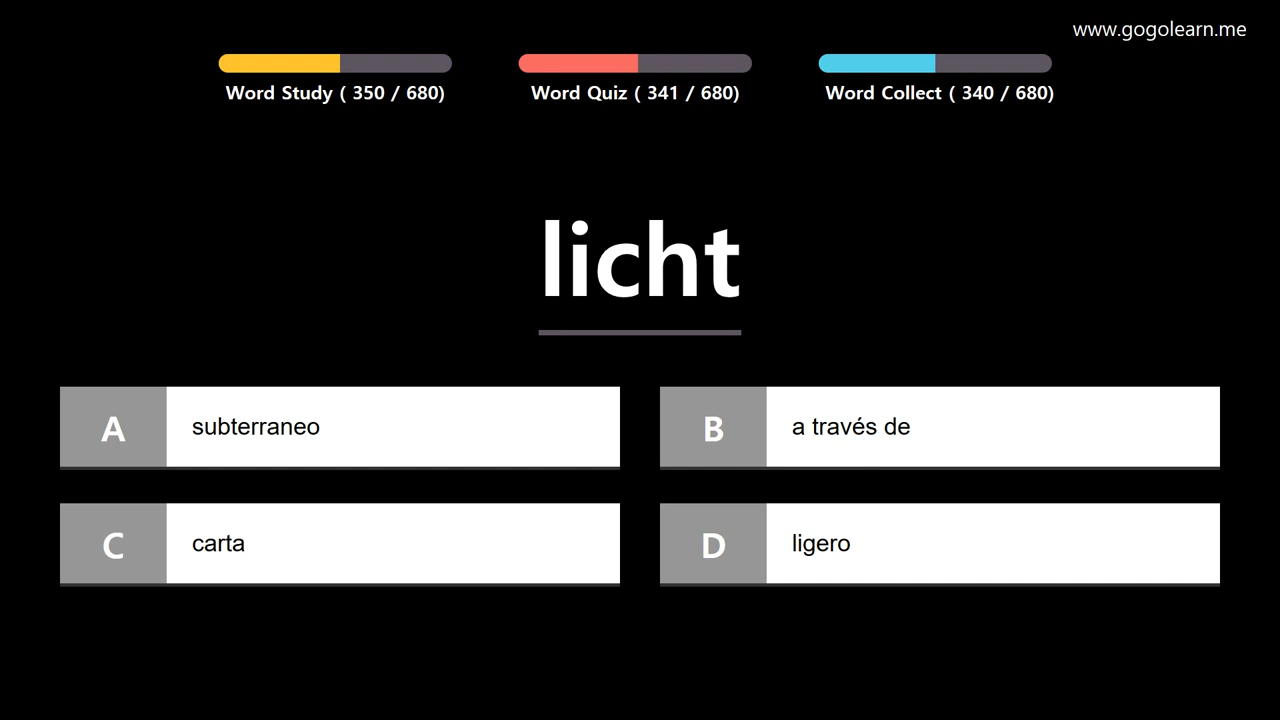 www.gogolearn.me
Word Study ( 350 / 680)
Word Quiz ( 341 / 680)
Word Collect ( 340 / 680)
licht
A subterraneo
B a través de
C carta
D ligero